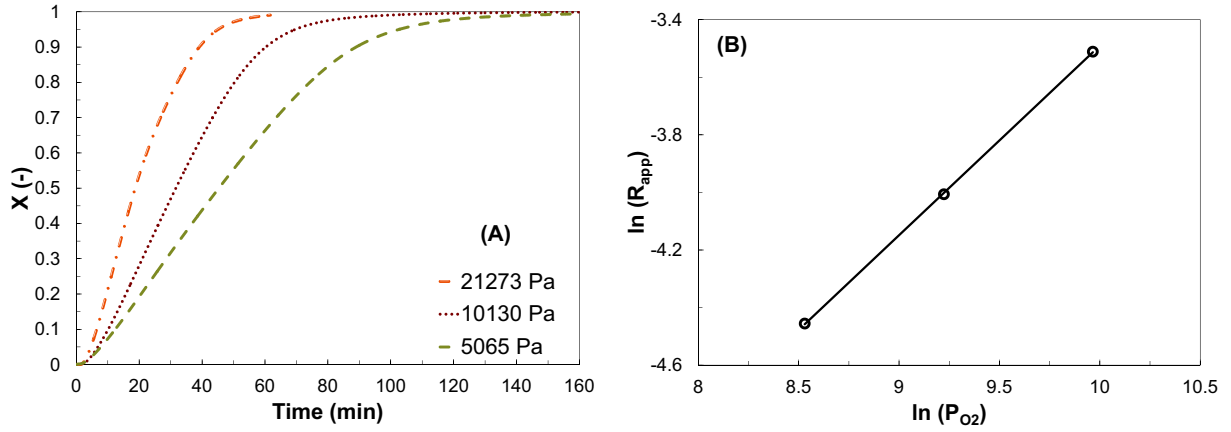 1
0.9
0.8
0.7
0.6
0.5
0.4
0.3
0.2
0.1
0
X (-)
0 20 40 60 80 100 120 140 160
Time (min)
(A)
21273 Pa
10130 Pa
5065 Pa
-3.4
-3.8
-4.2
-4.6
ln (Rapp)
8 8.5 9 9.5 10 10.5
ln (PO2)
(B)